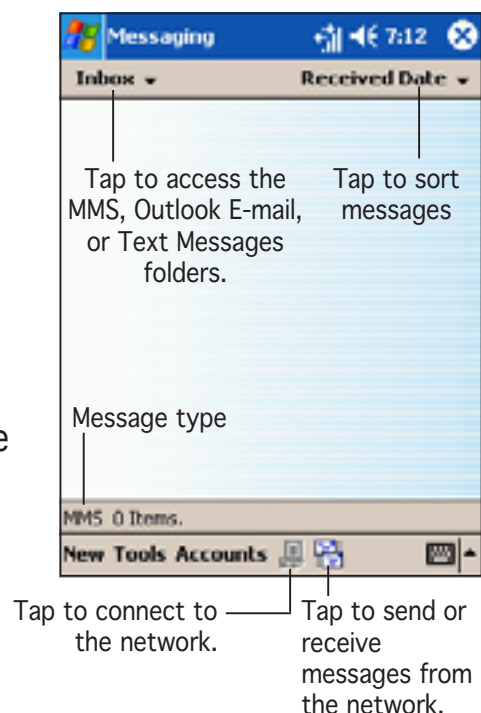 Messaging 7:12
Inbox Received Date
Tap to access the
MMS, Outlook E-mail,
or Text Messages
folders.
Tap to sort
messages
e
Message type
MMS 0 Items.
New Tools Accounts
Tap to connect to
the network.
Tap to send or
receive
messages from
the network.